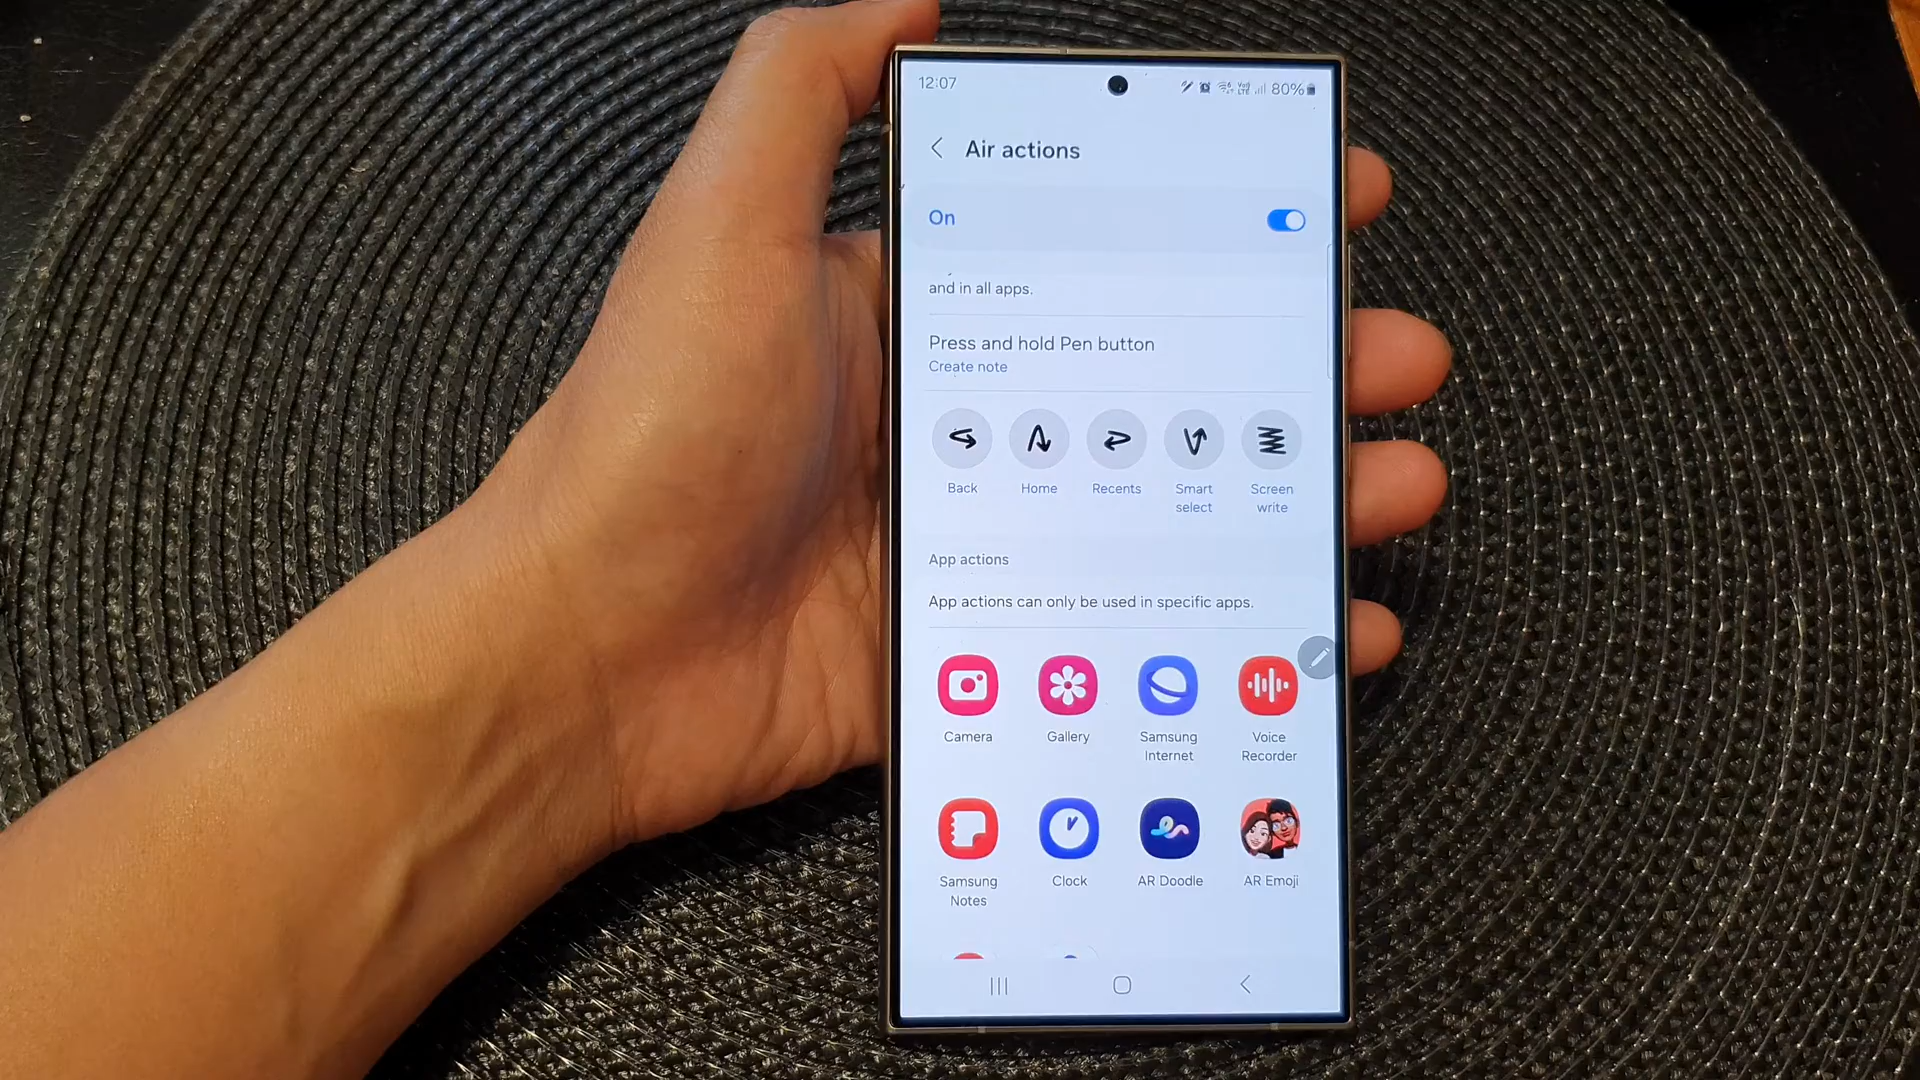 12:07
80%
Air actions
On
and in all apps.
Press and hold Pen button
Create note
Back
Home
Recents
Smart
select
Screen
write
App actions
App actions can only be used in specific apps.
Camera
Gallery
Samsung
Internet
Voice
Recorder
Samsung
Notes
Clock
AR Doodle
AR Emoji